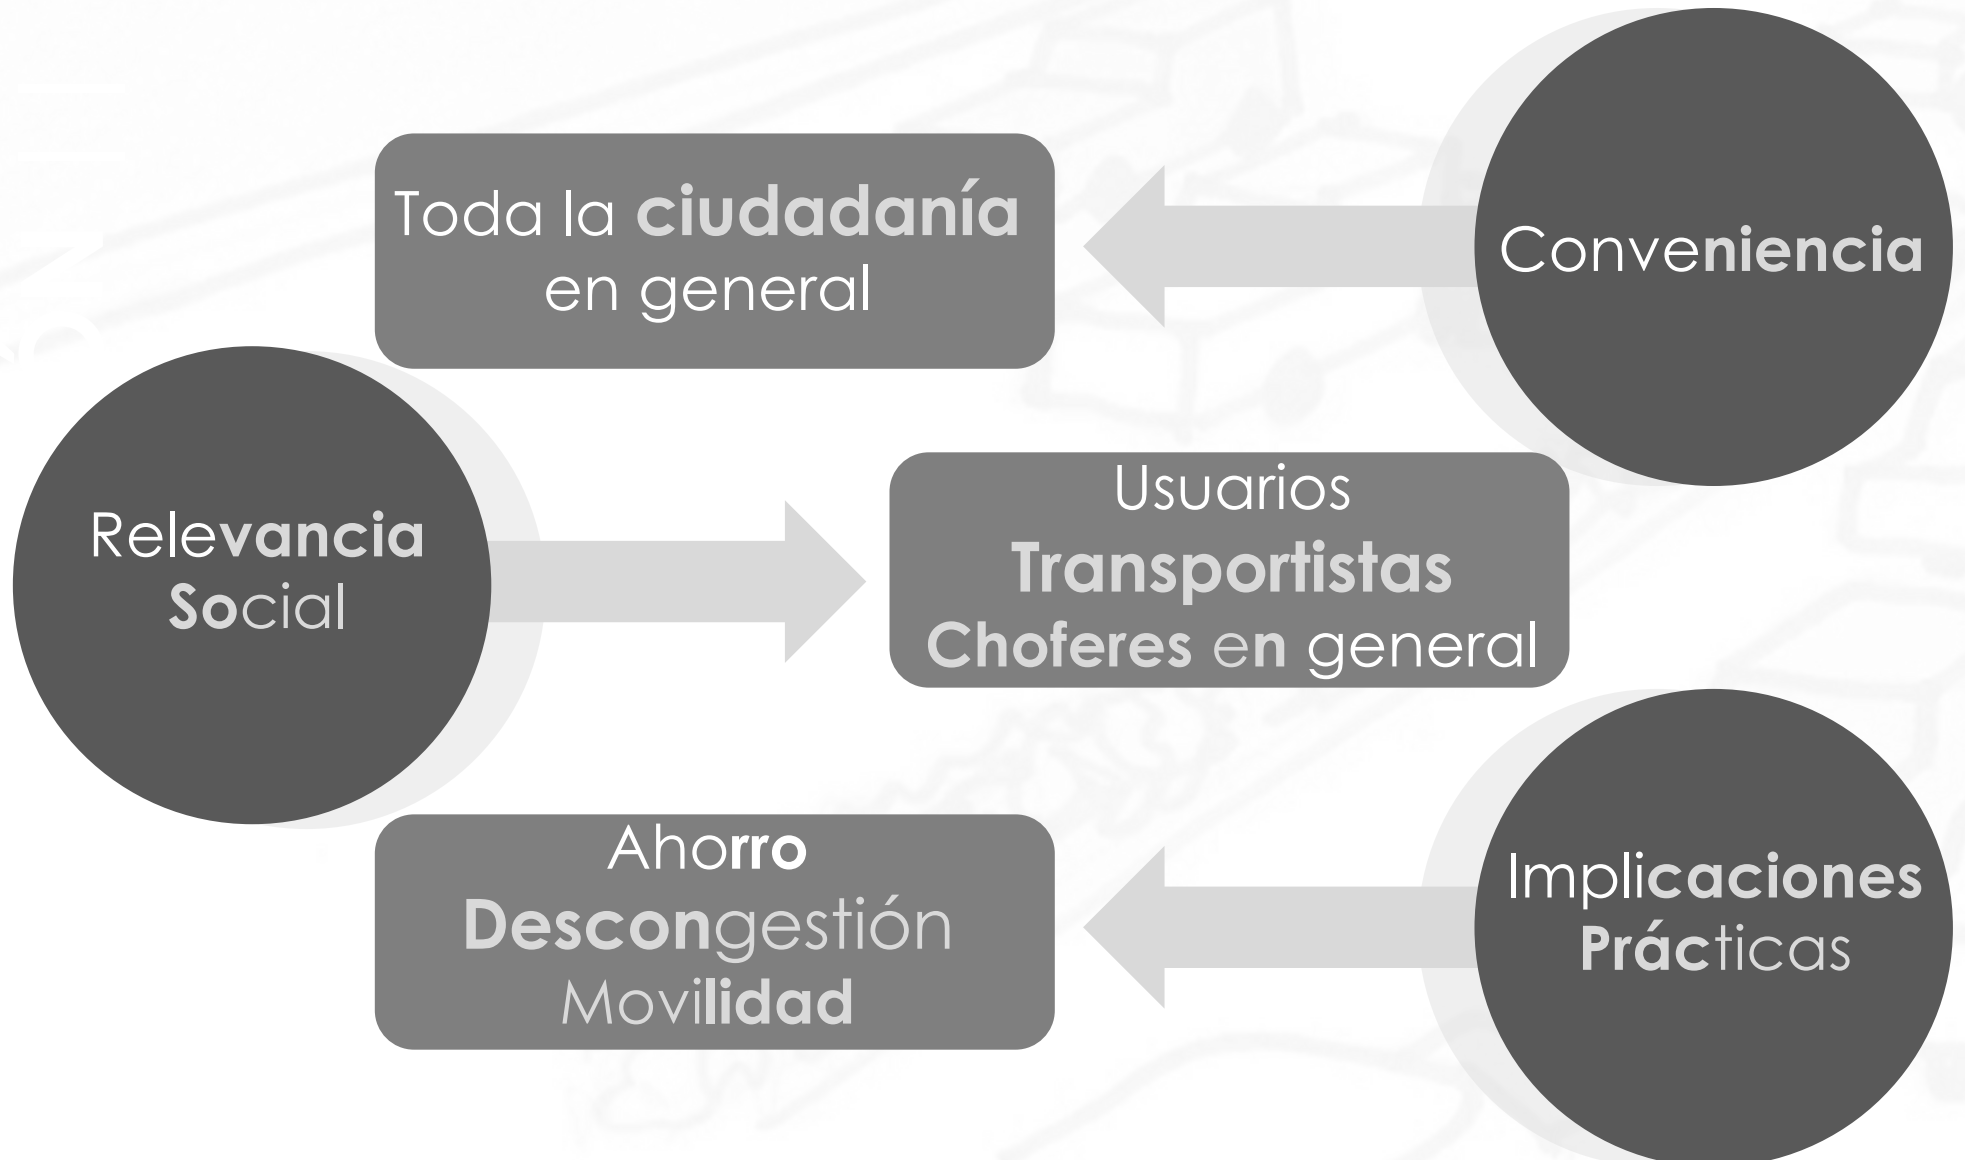 Toda la ciudadanía
en general
Conveniencia
Relevancia
Social
Usuarios
Transportistas
Choferes en general
Ahorro
Descongestión
Movilidad
Implicaciones
Prácticas